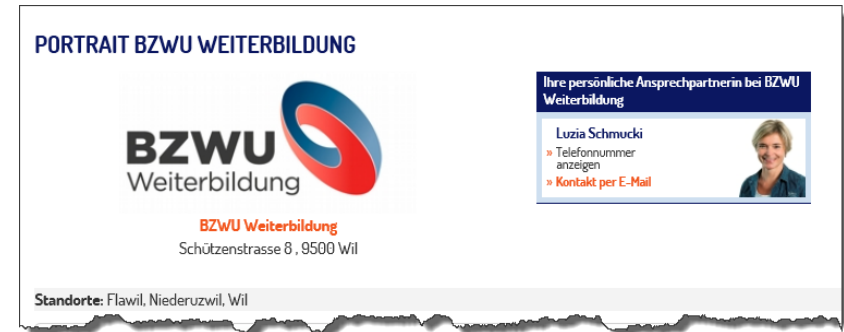 PORTRAIT BZWU WEITERBILDUNG
BZWU
Weiterbildung
BZWU Weiterbildung
Schützenstrasse 8 , 9500 Wil
Ihre persönliche Ansprechpartnerin bei BZWU
Weiterbildung
Luzia Schmucki
» Telefonnummer
anzeigen
» Kontakt per E-Mail
Standorte: Flawil, Niederuzwil, Wil